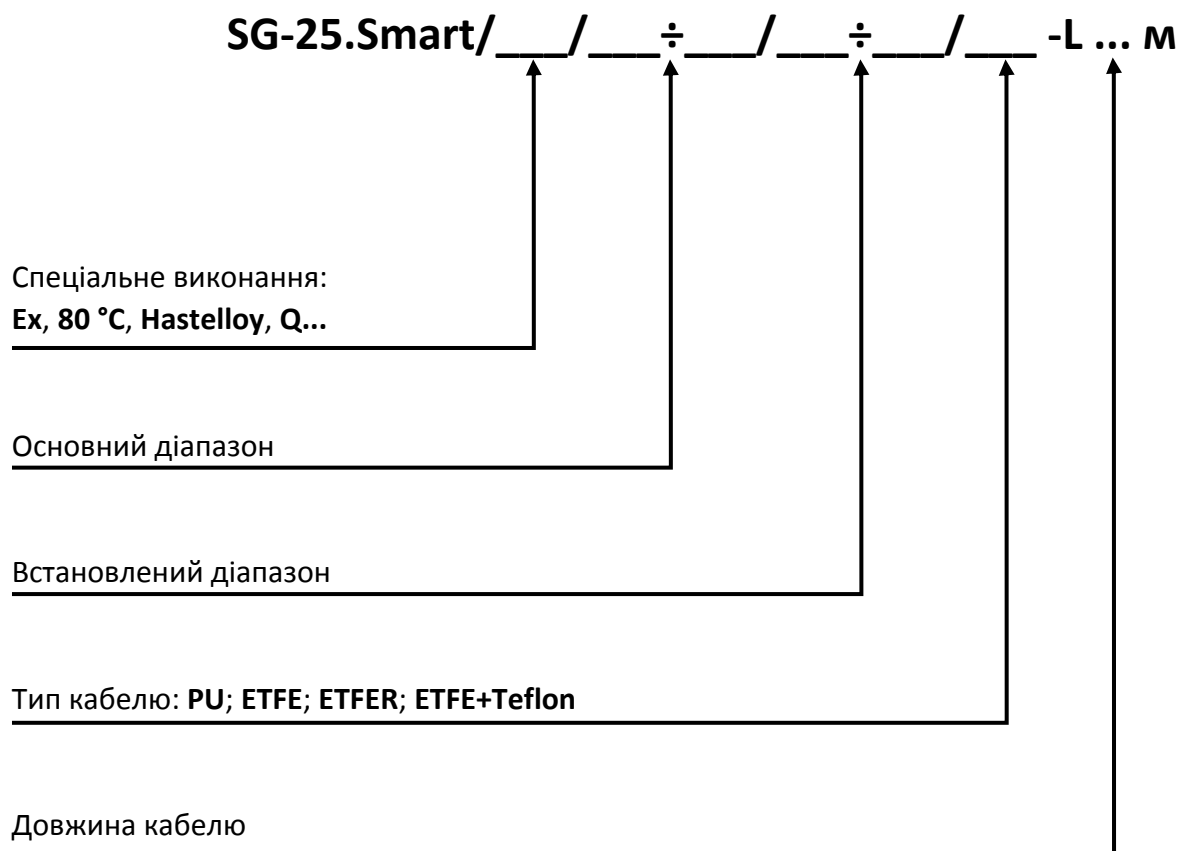 SG-25.Smart/___/___÷___/___÷___/___ -L ... м
Спеціальне виконання:
Ex, 80 °C, Hastelloy, Q...
Основний діапазон
Встановлений діапазон
Тип кабелю: PU; ETFE; ETFER; ETFE+Teflon
Довжина кабелю